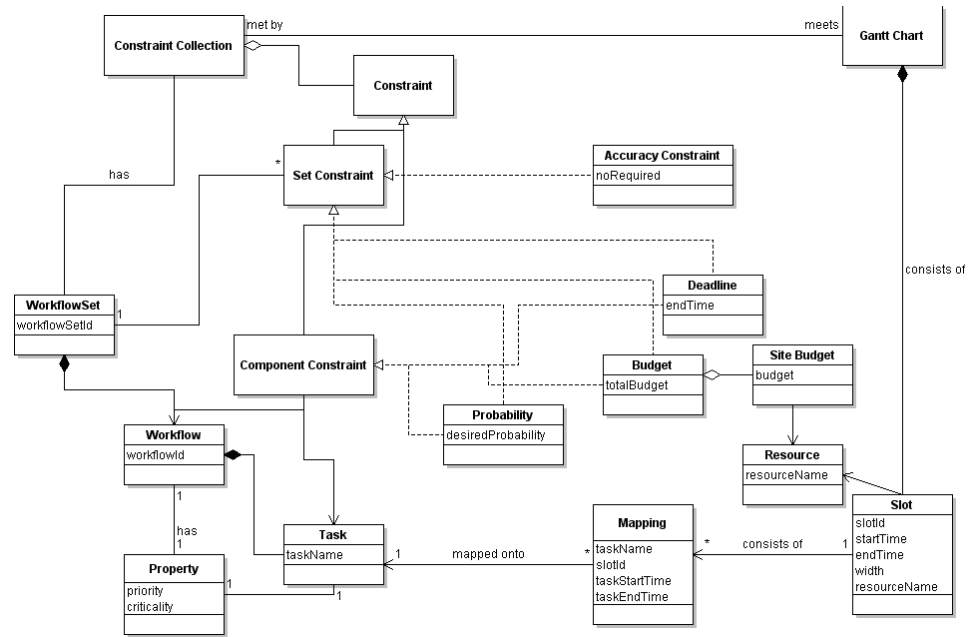 met by
meets
Constraint Collection
Gantt Chart
Constraint
*
Set Constraint
Accuracy Constraint
noRequired
has
consists of
Deadline
endTime
WorkflowSet
workflowSetId
1
Component Constraint
Budget
totalBudget
Site Budget
budget
Probability
desiredProbability
Workflow
workflowId
Resource
resourceName
1
has
1
Slot
slotId
startTime
endTime
width
resourceName
Mapping
taskName
slotId
taskStartTime
taskEndTime
Task
taskName
1
mapped onto
*
*
consists of
1
Property
priority
criticality
1
1